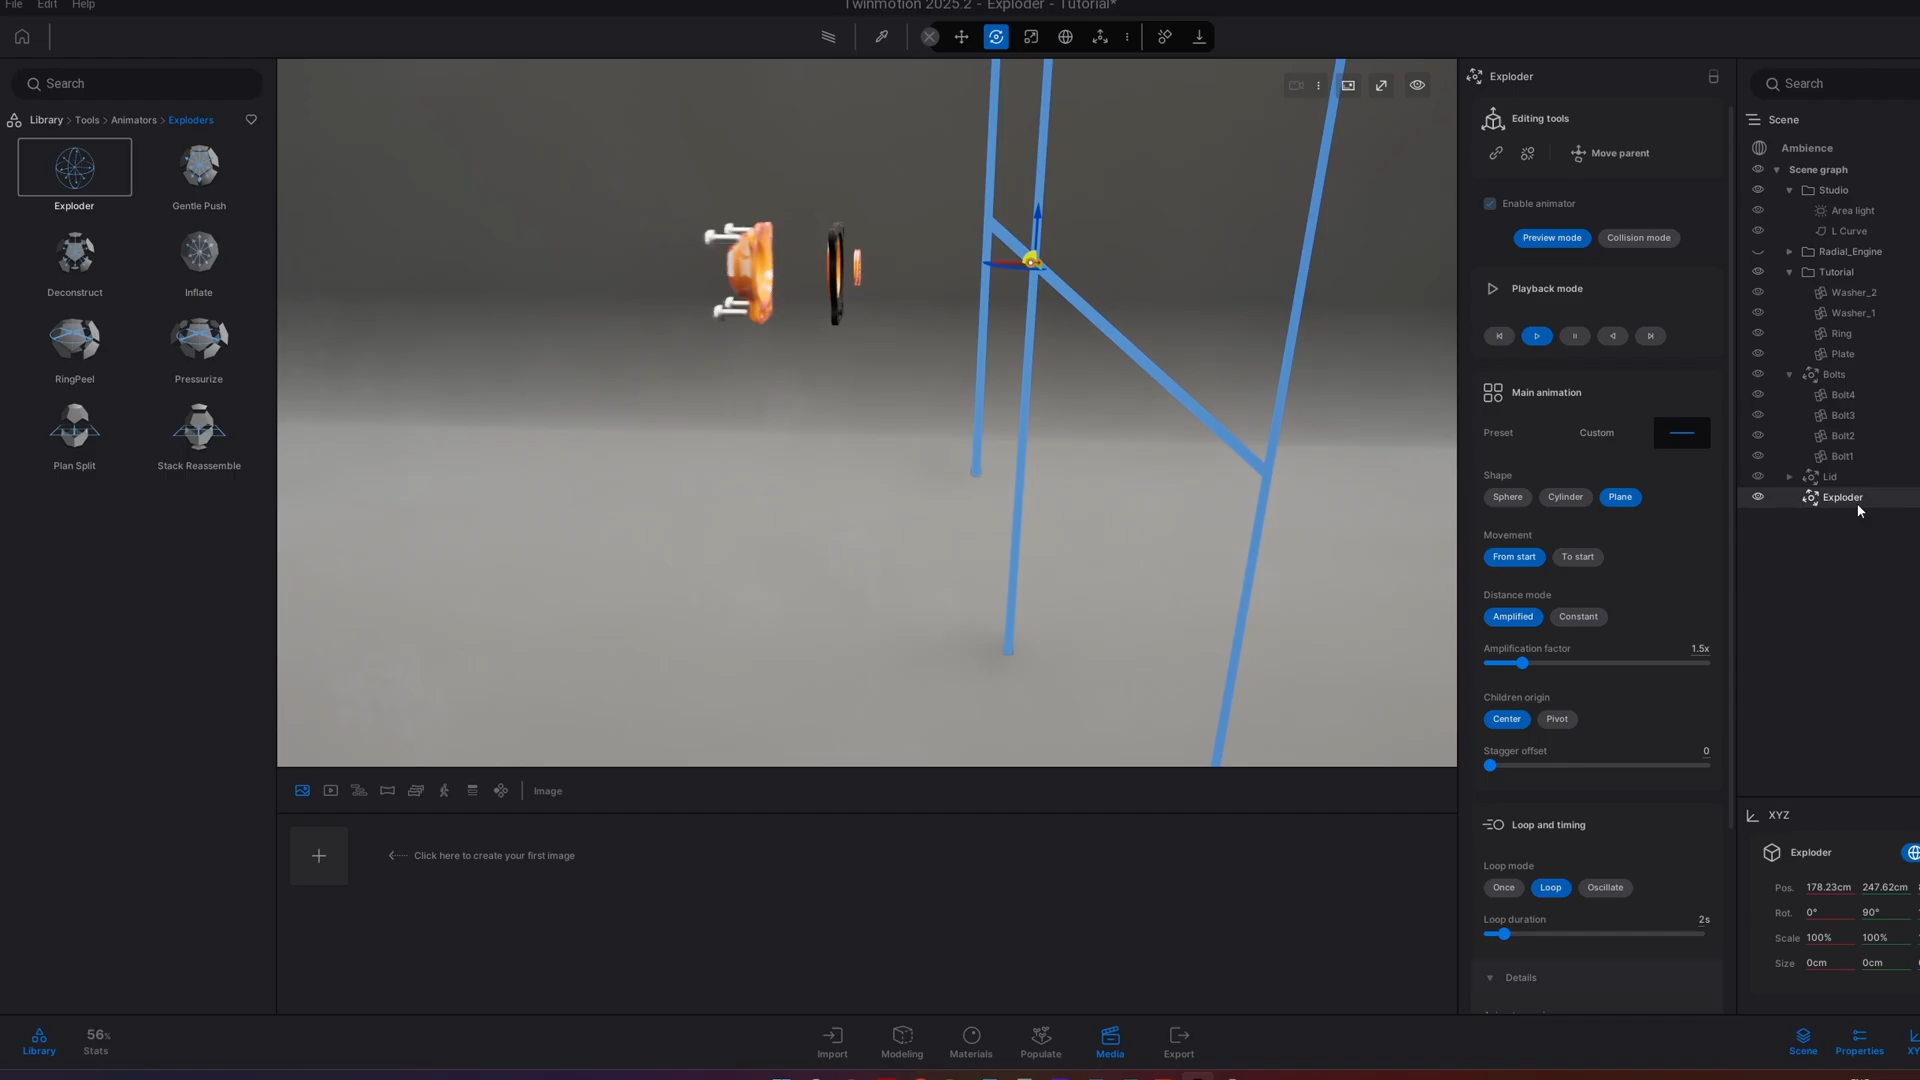 Twinmotion 2025.2 - Exploder - Tutorial*
File Edit Help
Search
Library > Tools > Animators > Exploders
Exploder
Gentle Push
Deconstruct
Inflate
RingPeel
Pressurize
Plan Split
Stack Reassemble
Image
Click here to create your first image
Exploder
Editing tools
Move parent
Enable animator
Preview mode
Collision mode
Playback mode
Main animation
Preset Custom
Shape
Sphere Cylinder Plane
Movement
From start To start
Distance mode
Amplified Constant
Amplification factor 1.5x
Children origin
Center Pivot
Stagger offset 0
Loop and timing
Loop mode
Once Loop Oscillate
Loop duration 2s
Details
Search
Scene
Ambience
Scene graph
Studio
Area light
L Curve
Radial_Engine
Tutorial
Washer_2
Washer_1
Ring
Plate
Bolts
Bolt4
Bolt3
Bolt2
Bolt1
Lid
Exploder
XYZ
Exploder
Pos. 178.23cm 247.62cm
Rot. 0° 90°
Scale 100% 100%
Size 0cm 0cm
Library
56%
Stats
Import
Modeling
Materials
Populate
Media
Export
Scene
Properties